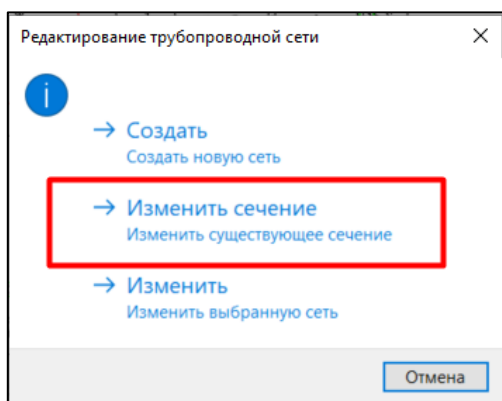 Редактирование трубопроводной сети
Создать
Создать новую сеть
Изменить сечение
Изменить существующее сечение
Изменить
Изменить выбранную сеть
Отмена